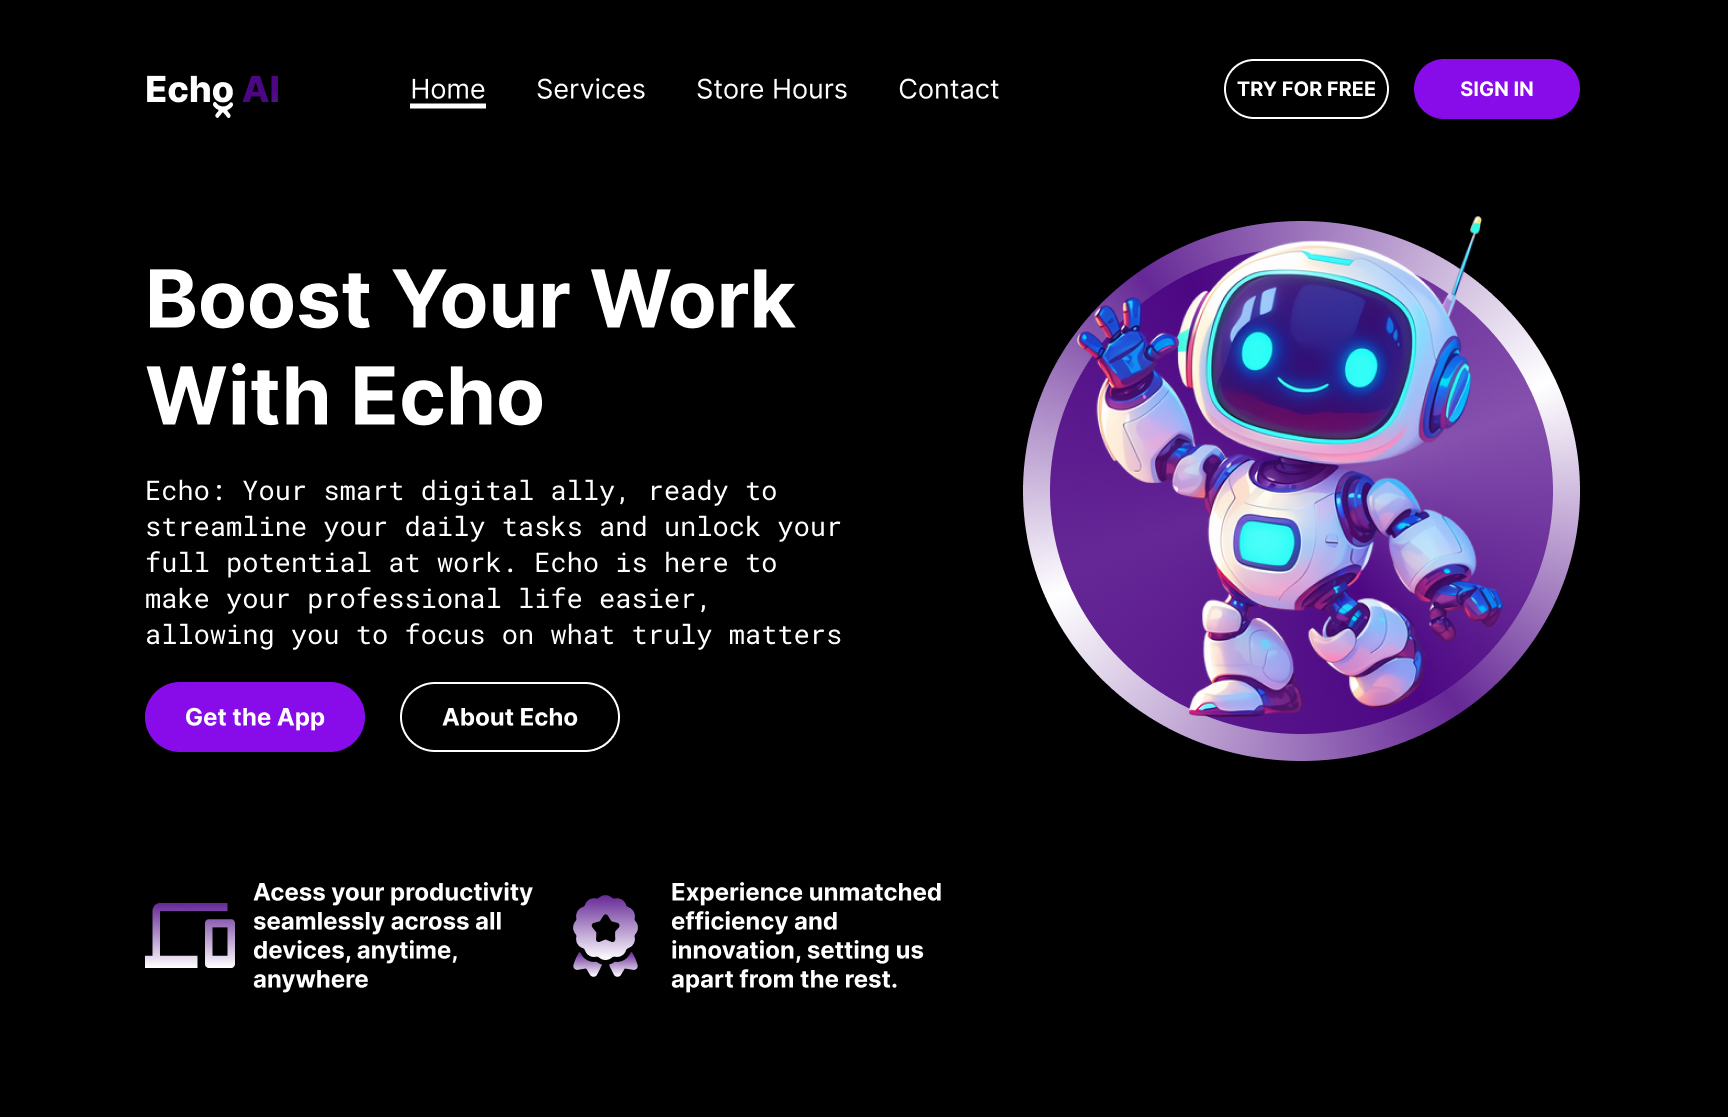 Echo AI
Home
Services
Store Hours
Contact
TRY FOR FREE
SIGN IN
Boost Your Work
With Echo
Echo: Your smart digital ally, ready to
streamline your daily tasks and unlock your
full potential at work. Echo is here to
make your professional life easier,
allowing you to focus on what truly matters
Get the App
About Echo
Acess your productivity
seamlessly across all
devices, anytime,
anywhere
Experience unmatched
efficiency and
innovation, setting us
apart from the rest.